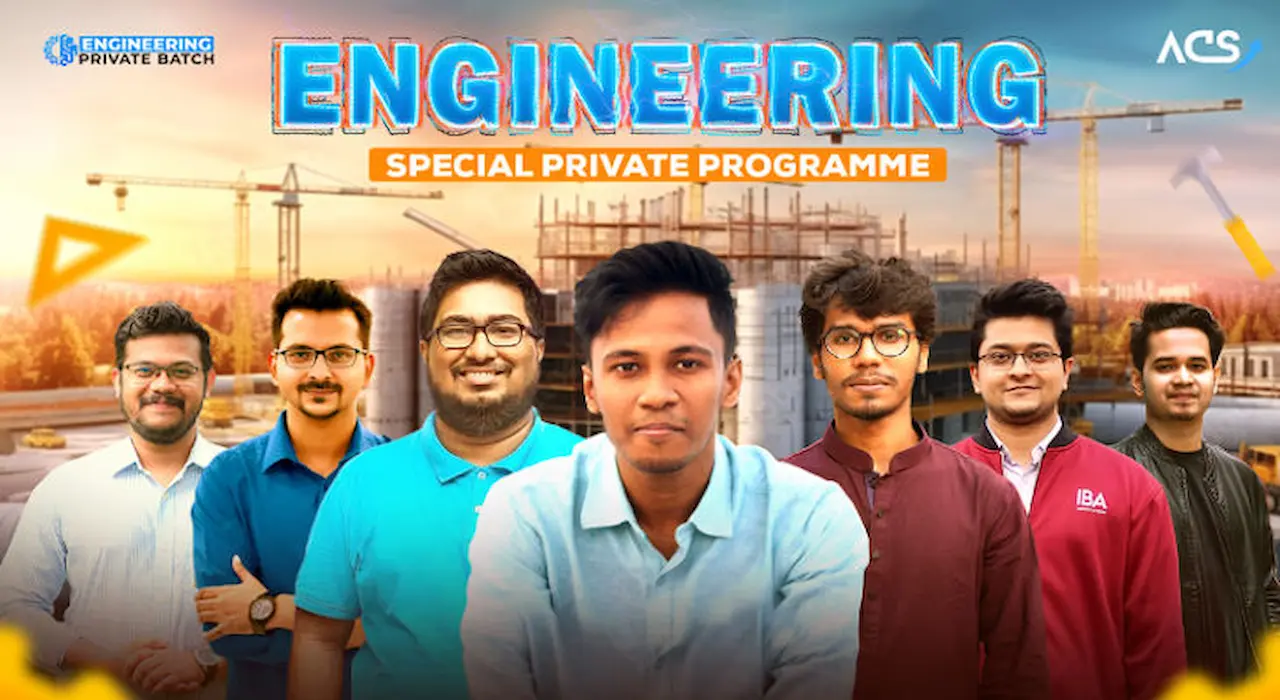 ENGINEERING
PRIVATE BATCH
ENGINEERING
ACS
SPECIAL PRIVATE PROGRAMME
IBA